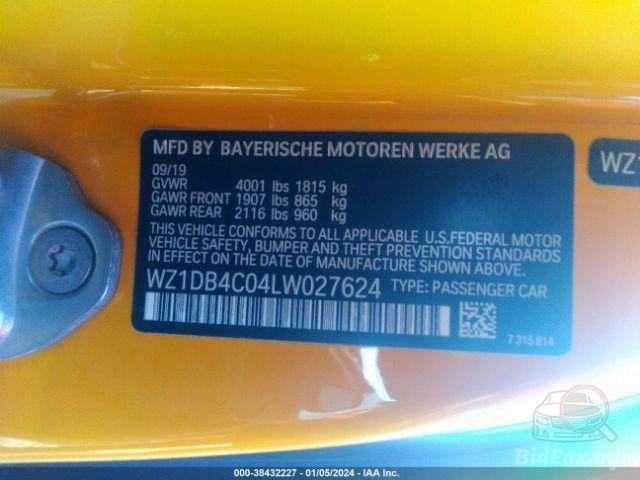 MFD BY BAYERISCHE MOTOREN WERKE AG
09/19
GVWR 4001 lbs 1815 kg
GAWR FRONT 1907 lbs 865 kg
GAWR REAR 2116 lbs 960 kg
THIS VEHICLE CONFORMS TO ALL APPLICABLE U.S.FEDERAL MOTOR
VEHICLE SAFETY, BUMPER AND THEFT PREVENTION STANDARDS
IN EFFECT ON THE DATE OF MANUFACTURE SHOWN ABOVE.
WZ1DB4C04LW027624 TYPE: PASSENGER CAR
7 315 814
WZ1
BidFax.info
000-38432227 - 01/05/2024 - IAA Inc.